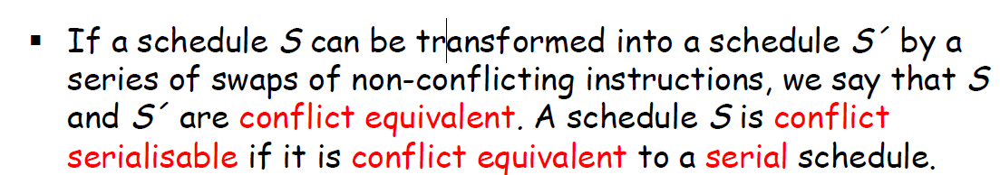 ▪ If a schedule S can be transformed into a schedule S´ by a
series of swaps of non-conflicting instructions, we say that S
and S´ are conflict equivalent. A schedule S is conflict
serialisable if it is conflict equivalent to a serial schedule.